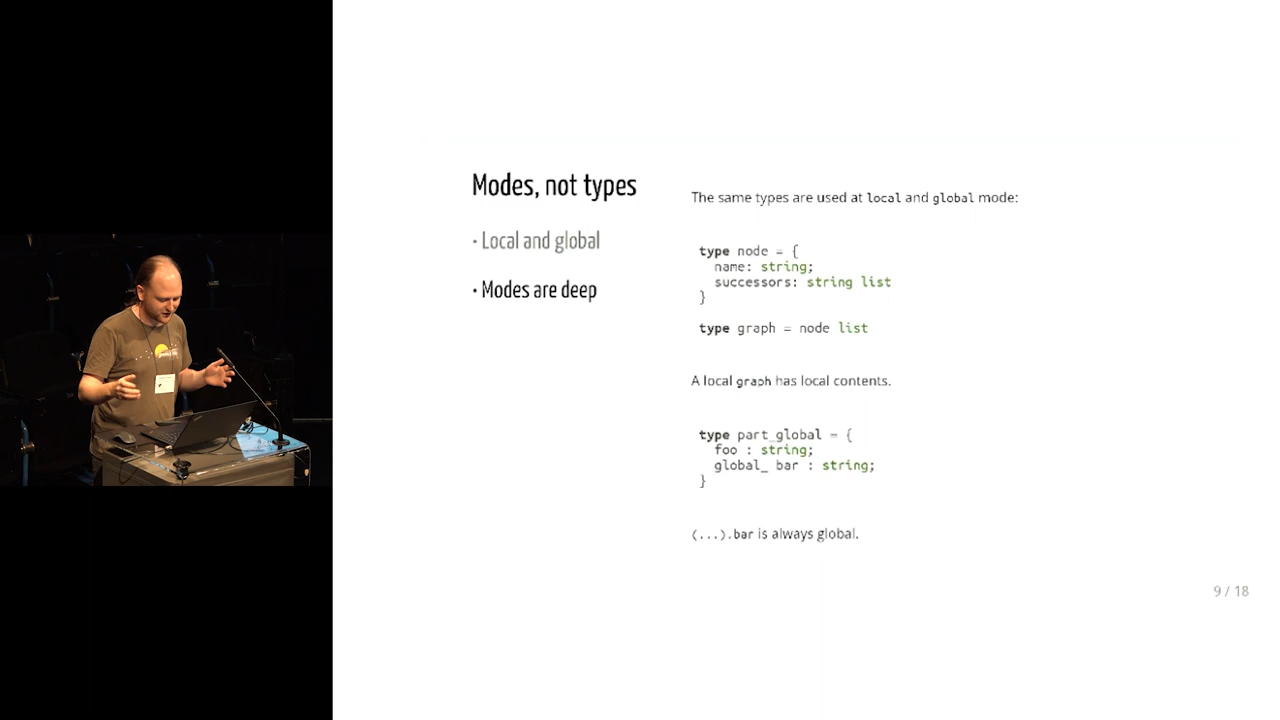 Modes, not types
· Local and global
· Modes are deep
The same types are used at local and global mode:
type node = {
name: string;
successors: string list
}
type graph = node list
A local graph has local contents.
type part_global = {
foo : string;
global_ bar : string;
}
(...).bar is always global.
9 / 18